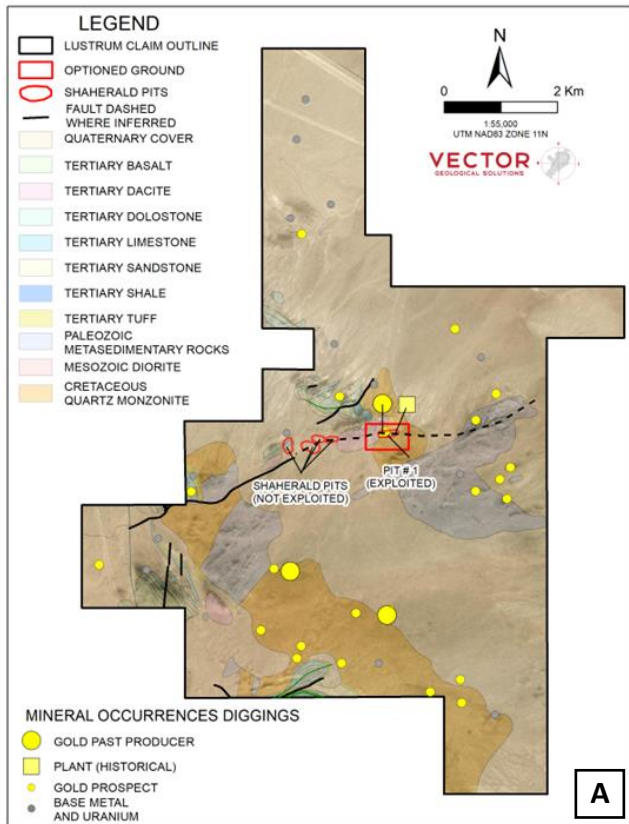 LEGEND
LUSTRUM CLAIM OUTLINE
OPTIONED GROUND
SHAHERALD PITS
FAULT DASHED
WHERE INFERRED
QUATERNARY COVER
TERTIARY BASALT
TERTIARY DACITE
TERTIARY DOLOSTONE
TERTIARY LIMESTONE
TERTIARY SANDSTONE
TERTIARY SHALE
TERTIARY TUFF
PALEOZOIC
METASEDIMENTARY ROCKS
MESOZOIC DIORITE
CRETACEOUS
QUARTZ MONZONITE
N
0 2 Km
1:55,000
UTM NAD83 ZONE 11N
VECTOR
GEOLOGICAL SOLUTIONS
SHAHERALD PITS
(NOT EXPLOITED)
PIT # 1
(EXPLOITED)
MINERAL OCCURRENCES DIGGINGS
GOLD PAST PRODUCER
PLANT (HISTORICAL)
GOLD PROSPECT
BASE METAL
AND URANIUM
A